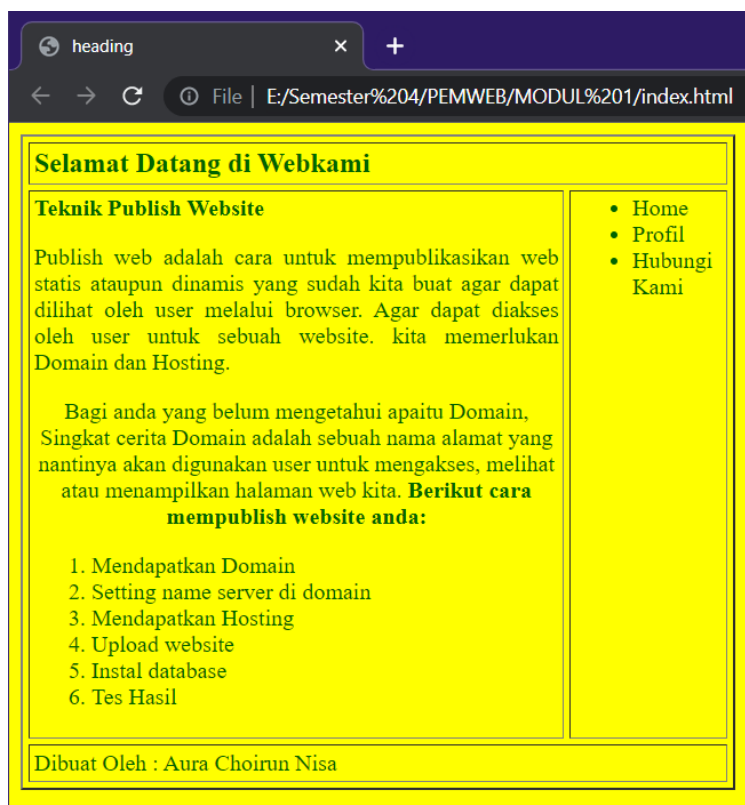 heading
File | E:/Semester%204/PEMWEB/MODUL%201/index.html
Selamat Datang di Webkami
Teknik Publish Website
Publish web adalah cara untuk mempublikasikan web
statis ataupun dinamis yang sudah kita buat agar dapat
dilihat oleh user melalui browser. Agar dapat diakses
oleh user untuk sebuah website. kita memerlukan
Domain dan Hosting.
Bagi anda yang belum mengetahui apaitu Domain,
Singkat cerita Domain adalah sebuah nama alamat yang
nantinya akan digunakan user untuk mengakses, melihat
atau menampilkan halaman web kita. Berikut cara
mempublish website anda:
1. Mendapatkan Domain
2. Setting name server di domain
3. Mendapatkan Hosting
4. Upload website
5. Instal database
6. Tes Hasil
• Home
• Profil
• Hubungi
Kami
Dibuat Oleh : Aura Choirun Nisa